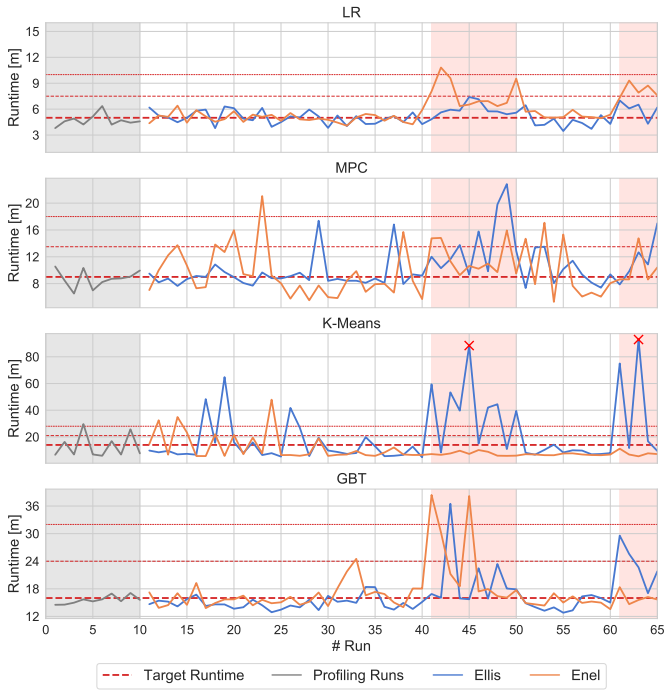 LR
Runtime [m]
15
12
9
6
3
MPC
Runtime [m]
20
16
12
8
K-Means
Runtime [m]
80
60
40
20
GBT
Runtime [m]
36
30
24
18
12
0 5 10 15 20 25 30 35 40 45 50 55 60 65
# Run
Target Runtime Profiling Runs Ellis Enel